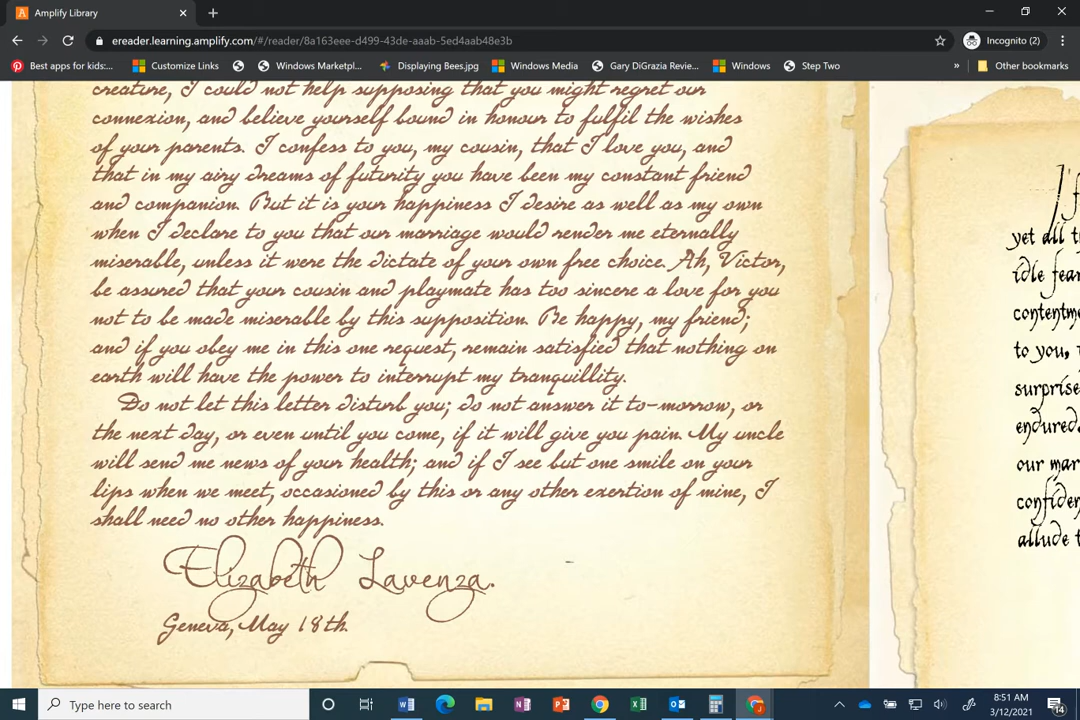 Amplify Library
ereader.learning.amplify.com/#/reader/8a163eee-d499-43de-aaab-5ed4aab48e3b
Incognito (2)
Best apps for kids:...
Customize Links
Windows Marketpl...
Displaying Bees.jpg
Windows Media
Gary DiGrazia Revie...
Windows
Step Two
»
Other bookmarks
creature, I could not help supposing that you might regret our
connexion, and believe yourself bound in honour to fulfil the wishes
of your parents. I confess to you, my cousin, that I love you, and
that in my airy dreams of futurity you have been my constant friend
and companion. But it is your happiness I desire as well as my own
when I declare to you that our marriage would render me eternally
miserable, unless it were the dictate of your own free choice. Ah, Victor,
be assured that your cousin and playmate has too sincere a love for you
not to be made miserable by this supposition. Be happy, my friend;
and if you obey me in this one request, remain satisfied that nothing on
earth will have the power to interrupt my tranquillity.
Do not let this letter disturb you; do not answer it to-morrow, or
the next day, or even until you come, if it will give you pain. My uncle
will send me news of your health; and if I see but one smile on your
lips when we meet, occasioned by this or any other exertion of mine, I
shall need no other happiness.
Elizabeth Lavenza.
Geneva, May 18th.
yet all
idle fear
to you,
surprise
endured.
our mar
confiden
allude t
Type here to search
8:51 AM
3/12/2021
14